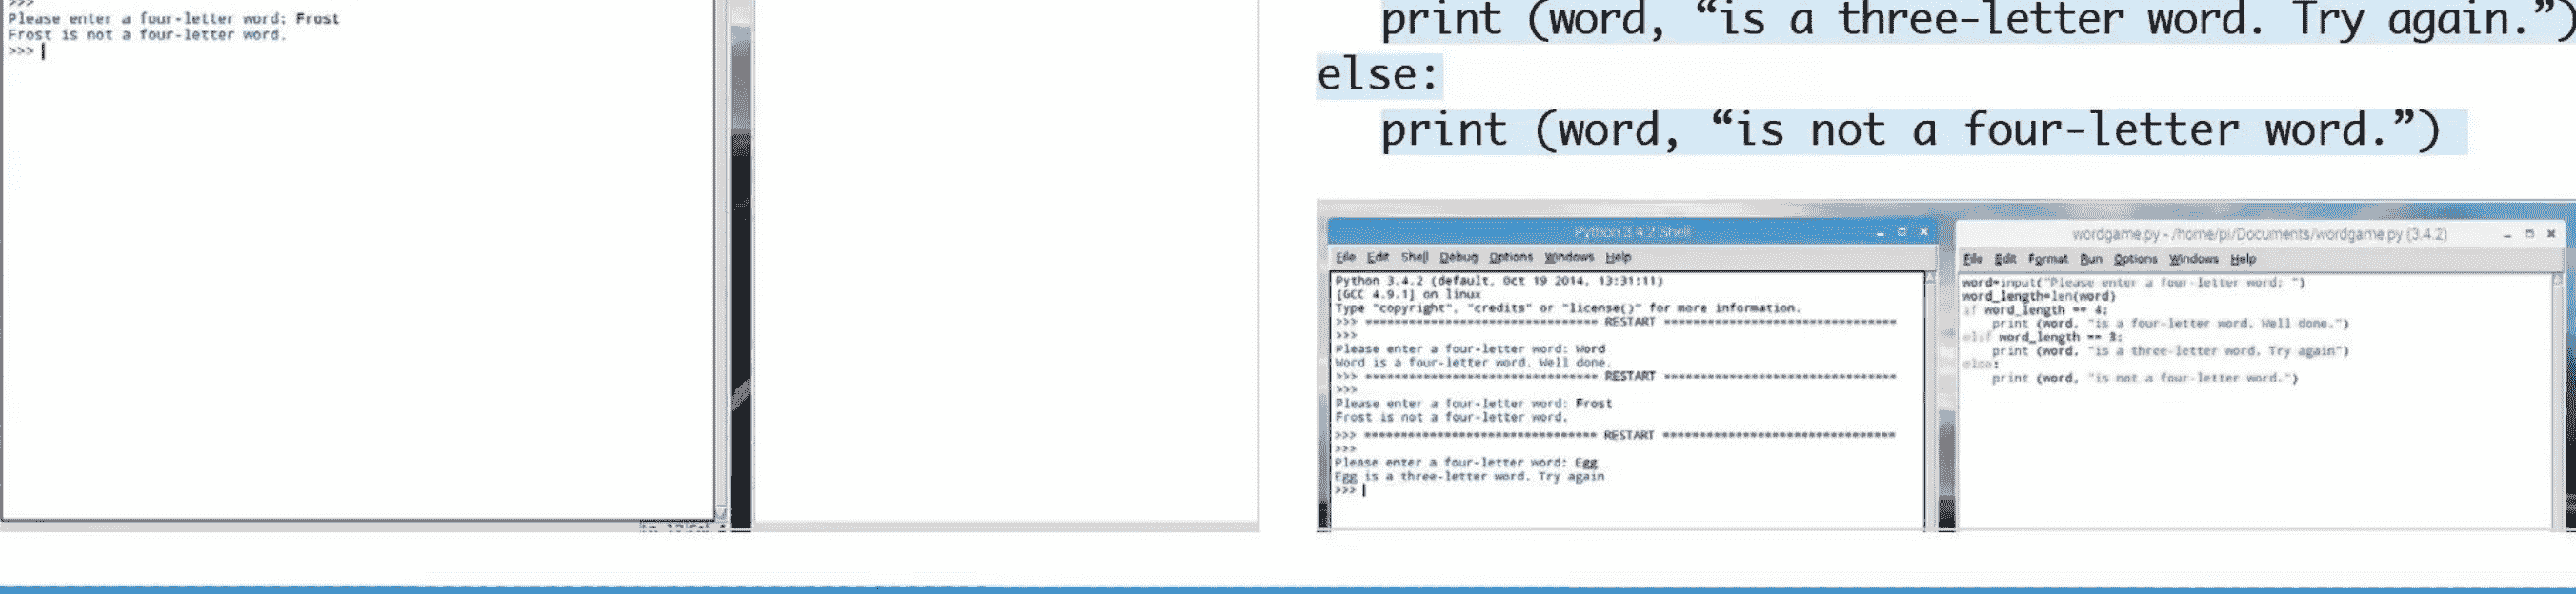 >>>
Please enter a four-letter word: Frost
Frost is not a four-letter word.
>>>
print (word, “is a three-letter word. Try again.”)
else:
print (word, “is not a four-letter word.”)
Python 3.4.2 Shell
File Edit Shell Debug Options Windows Help
Python 3.4.2 (default, Oct 19 2014, 13:31:11)
[GCC 4.9.1] on linux
Type "copyright", "credits" or "license()" for more information.
>>> ================================ RESTART ================================
>>>
Please enter a four-letter word: Word
Word is a four-letter word. Well done.
>>> ================================ RESTART ================================
>>>
Please enter a four-letter word: Frost
Frost is not a four-letter word.
>>> ================================ RESTART ================================
>>>
Please enter a four-letter word: Egg
Egg is a three-letter word. Try again
>>>
wordgame.py - /home/pi/Documents/wordgame.py (3.4.2)
File Edit Format Run Options Windows Help
word=input("Please enter a four-letter word: ")
word_length=len(word)
if word_length == 4:
print (word, "is a four-letter word. Well done.")
elif word_length == 3:
print (word, "is a three-letter word. Try again")
else:
print (word, "is not a four-letter word.")